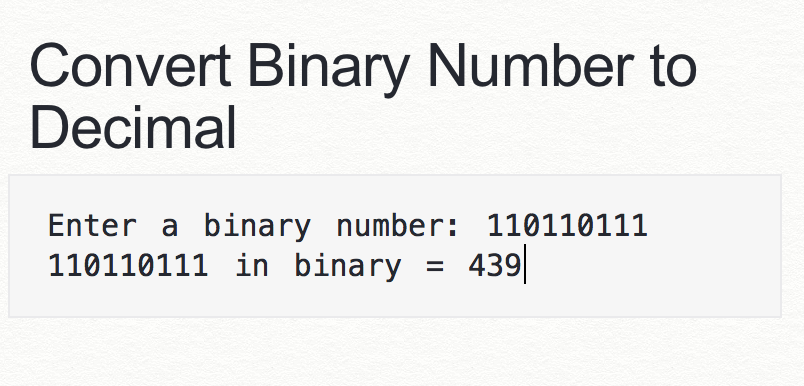 Convert Binary Number to
Decimal
Enter a binary number: 110110111
110110111 in binary = 439